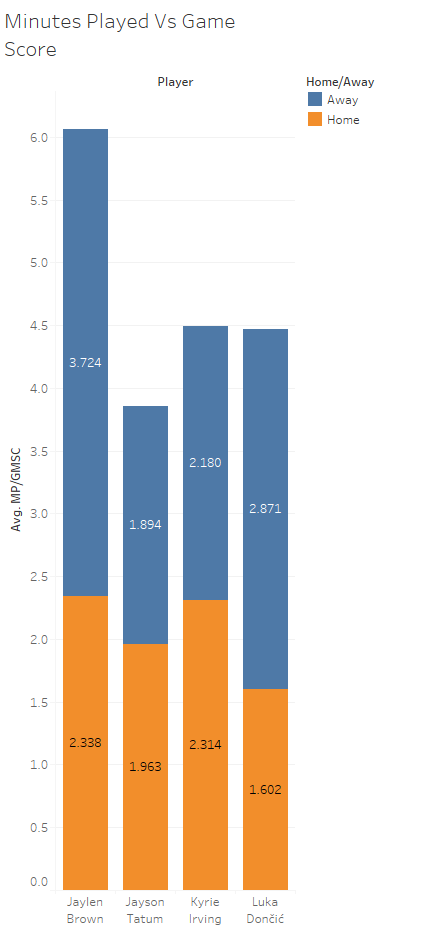 Minutes Played Vs Game
Score
Player
Home/Away
Away
Home
6.0
5.5
5.0
4.5
4.0
3.5
3.0
2.5
2.0
1.5
1.0
0.5
0.0
Avg. MP/GMSC
3.724
1.894
2.180
2.871
2.338
1.963
2.314
1.602
Jaylen
Brown
Jayson
Tatum
Kyrie
Irving
Luka
Dončić